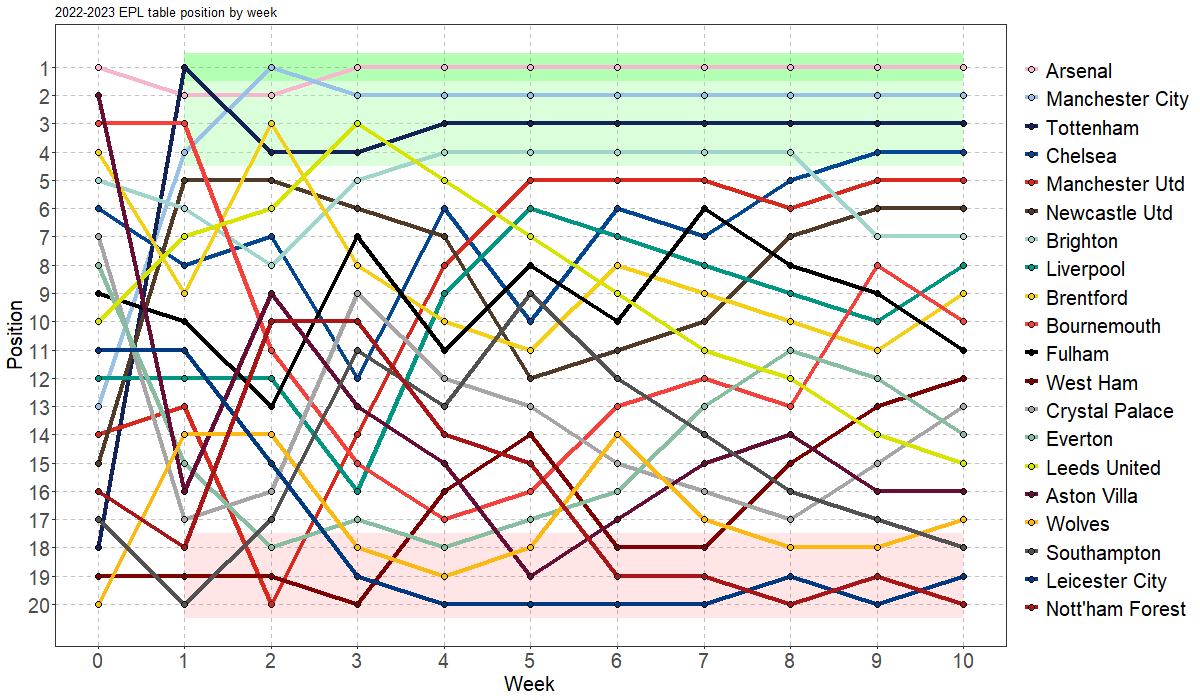 2022-2023 EPL table position by week
Position
1
2
3
4
5
6
7
8
9
10
11
12
13
14
15
16
17
18
19
20
0 1 2 3 4 5 6 7 8 9 10
Week
Arsenal
Manchester City
Tottenham
Chelsea
Manchester Utd
Newcastle Utd
Brighton
Liverpool
Brentford
Bournemouth
Fulham
West Ham
Crystal Palace
Everton
Leeds United
Aston Villa
Wolves
Southampton
Leicester City
Nott'ham Forest